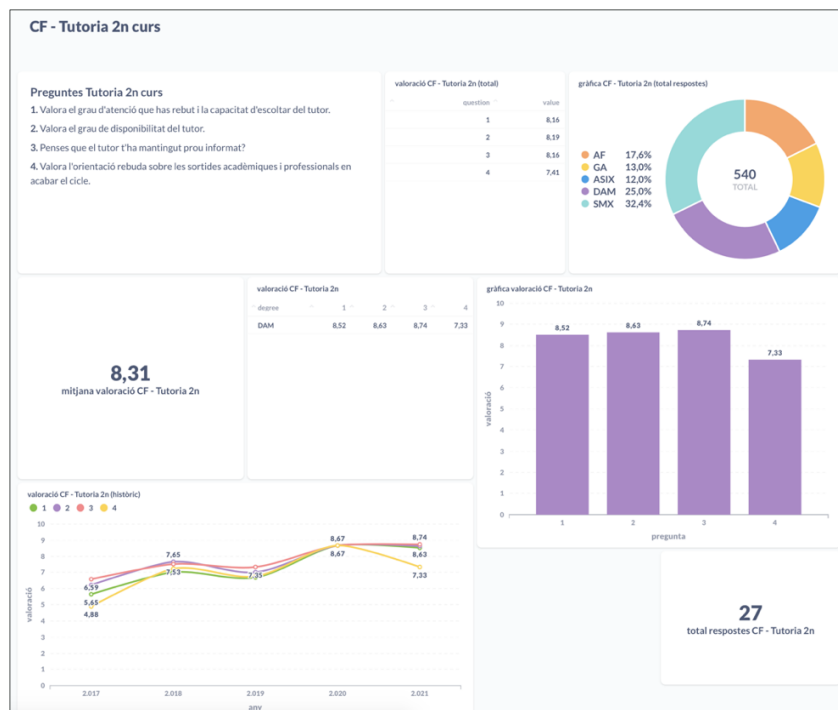 CF - Tutoria 2n curs
Preguntes Tutoria 2n curs
1. Valora el grau d'atenció que has rebut i la capacitat d'escoltar del tutor.
2. Valora el grau de disponibilitat del tutor.
3. Penses que el tutor t'ha mantingut prou informat?
4. Valora l'orientació rebuda sobre les sortides acadèmiques i professionals en
acabar el cicle.
valoració CF - Tutoria 2n (total)
question value
1 8,16
2 8,19
3 8,16
4 7,41
gràfica CF - Tutoria 2n (total respostes)
AF 17,6%
GA 13,0%
ASIX 12,0%
DAM 25,0%
SMX 32,4%
540
TOTAL
8,31
mitjana valoració CF - Tutoria 2n
valoració CF - Tutoria 2n
degree 1 2 3 4
DAM 8,52 8,63 8,74 7,33
gràfica valoració CF - Tutoria 2n
valoració
10
9
8
7
6
5
4
3
2
1
0
8,52
8,63
8,74
7,33
1 2 3 4
pregunta
valoració CF - Tutoria 2n (històric)
1 2 3 4
valoració
10
9
8
7
6
5
4
3
2
1
0
6,59
5,65
4,88
7,65
7,53
7,35
8,67
8,67
8,74
8,63
7,33
2.017 2.018 2.019 2.020 2.021
any
27
total respostes CF - Tutoria 2n